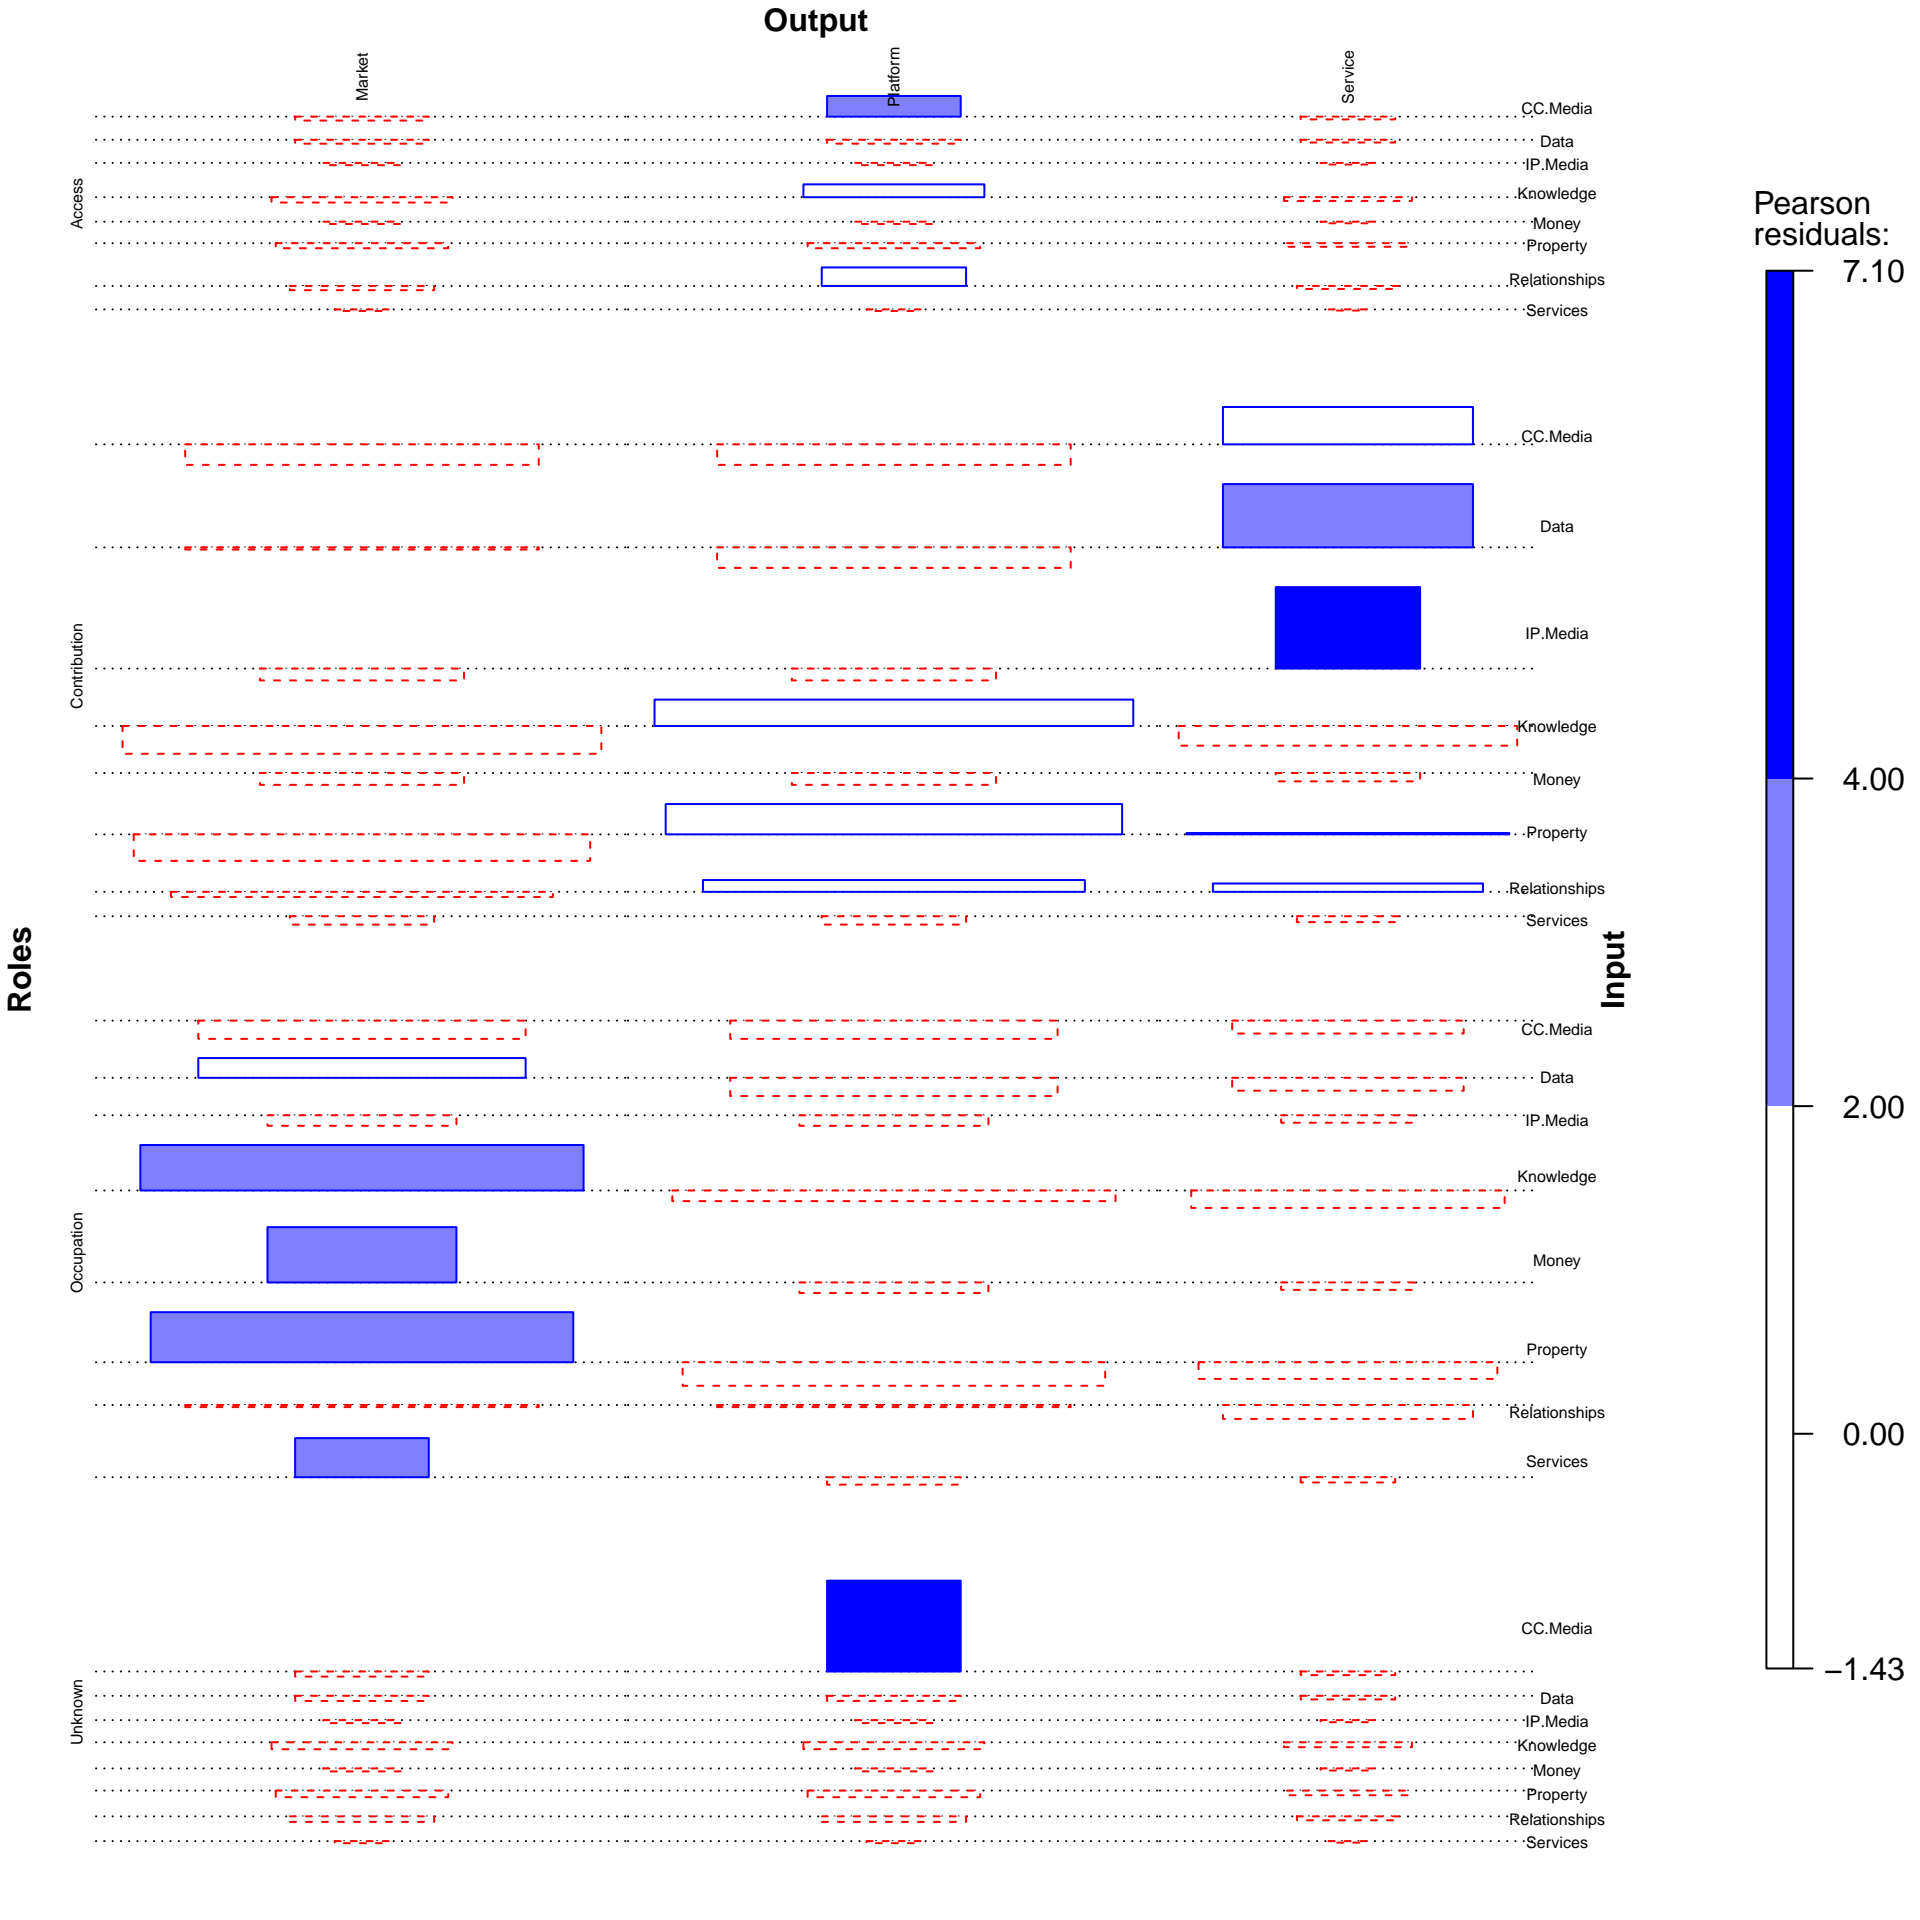 Output
Market
Platform
Service
Roles
Input
Access
CC.Media
Data
IP.Media
Knowledge
Money
Property
Relationships
Services
Contribution
CC.Media
Data
IP.Media
Knowledge
Money
Property
Relationships
Services
Occupation
CC.Media
Data
IP.Media
Knowledge
Money
Property
Relationships
Services
Unknown
CC.Media
Data
IP.Media
Knowledge
Money
Property
Relationships
Services
Pearson
residuals:
7.10
4.00
2.00
0.00
−1.43